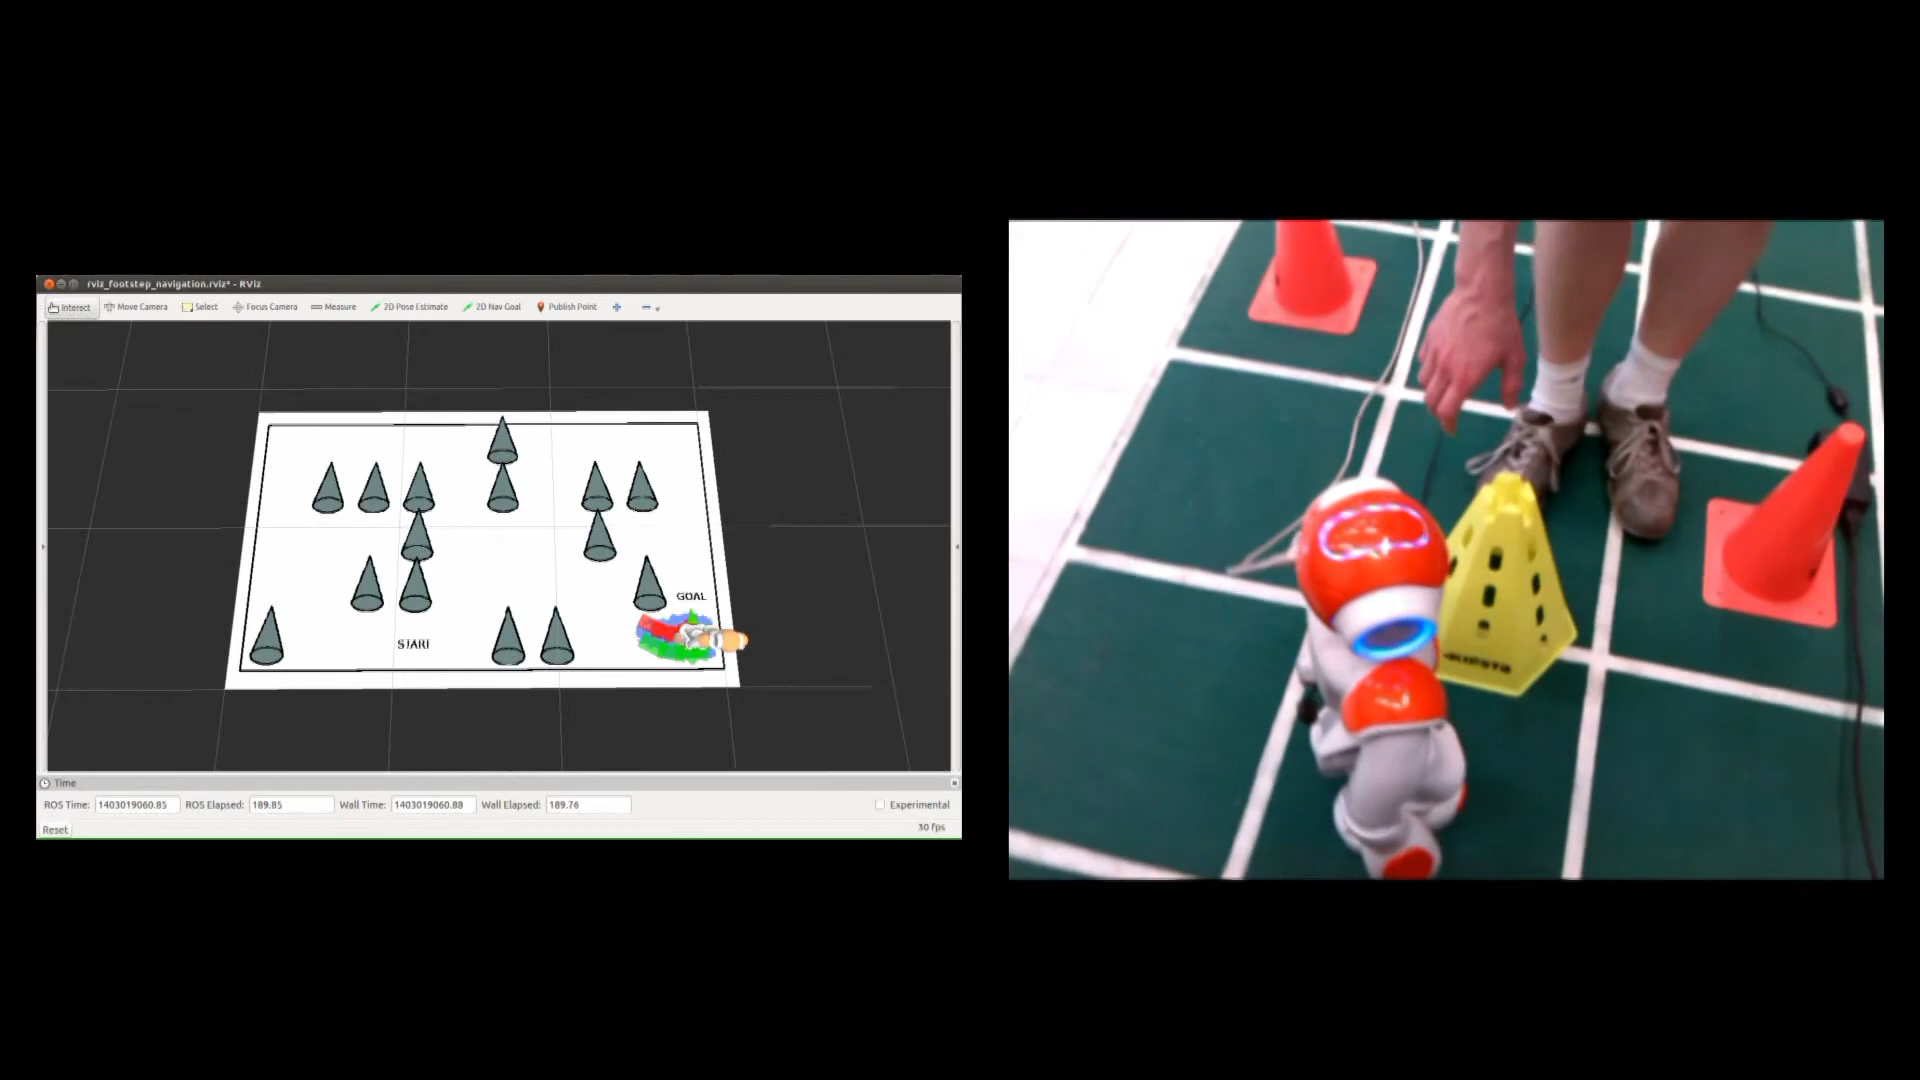 rviz_footstep_navigation.rviz* - RViz
Interact Move Camera Select Focus Camera Measure 2D Pose Estimate 2D Nav Goal Publish Point
GOAL
START
Time
ROS Time: 1403019060.85 ROS Elapsed: 189.85 Wall Time: 1403019060.88 Wall Elapsed: 189.76 Experimental
Reset 30 fps
KIPSTA